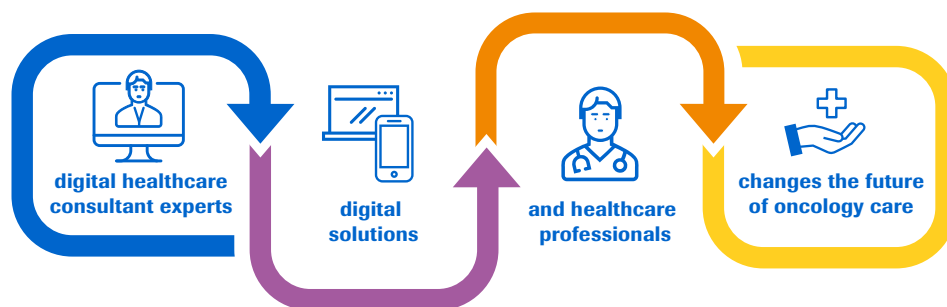 digital healthcare
consultant experts
digital
solutions
and healthcare
professionals
changes the future
of oncology care